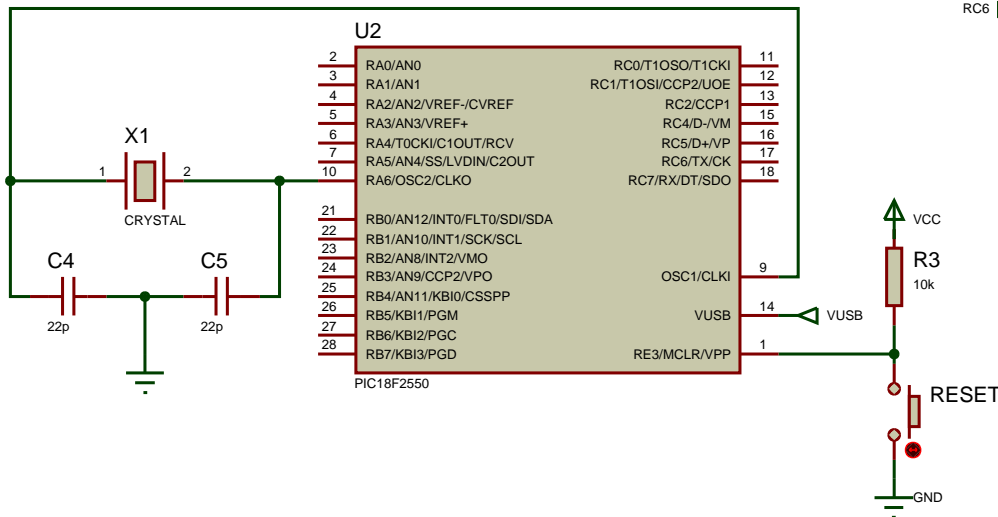 RC6
U2
2 RA0/AN0 RC0/T1OSO/T1CKI 11
3 RA1/AN1 RC1/T1OSI/CCP2/UOE 12
4 RA2/AN2/VREF-/CVREF RC2/CCP1 13
5 RA3/AN3/VREF+ RC4/D-/VM 15
6 RA4/T0CKI/C1OUT/RCV RC5/D+/VP 16
7 RA5/AN4/SS/LVDIN/C2OUT RC6/TX/CK 17
10 RA6/OSC2/CLKO RC7/RX/DT/SDO 18
X1
1 2
CRYSTAL
21 RB0/AN12/INT0/FLT0/SDI/SDA
22 RB1/AN10/INT1/SCK/SCL
23 RB2/AN8/INT2/VMO
24 RB3/AN9/CCP2/VPO OSC1/CLKI 9
25 RB4/AN11/KBI0/CSSPP
26 RB5/KBI1/PGM VUSB 14 VUSB
27 RB6/KBI2/PGC
28 RB7/KBI3/PGD RE3/MCLR/VPP 1
PIC18F2550
C4
22p
C5
22p
VCC
R3
10k
RESET
GND